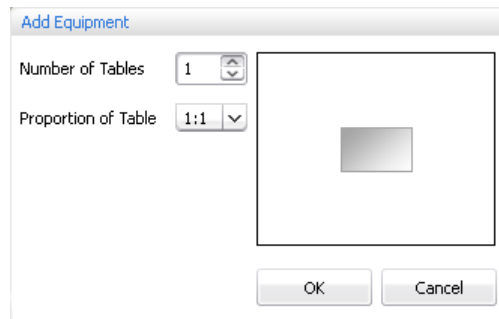 Add Equipment
Number of Tables 1
Proportion of Table 1:1
OK Cancel